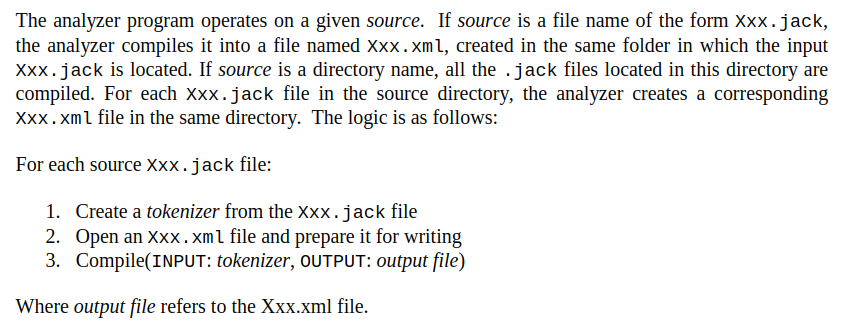 The analyzer program operates on a given source. If source is a file name of the form Xxx.jack,
the analyzer compiles it into a file named Xxx.xml, created in the same folder in which the input
Xxx.jack is located. If source is a directory name, all the .jack files located in this directory are
compiled. For each Xxx.jack file in the source directory, the analyzer creates a corresponding
Xxx.xml file in the same directory. The logic is as follows:
For each source Xxx.jack file:
1. Create a tokenizer from the Xxx.jack file
2. Open an Xxx.xml file and prepare it for writing
3. Compile(INPUT: tokenizer, OUTPUT: output file)
Where output file refers to the Xxx.xml file.